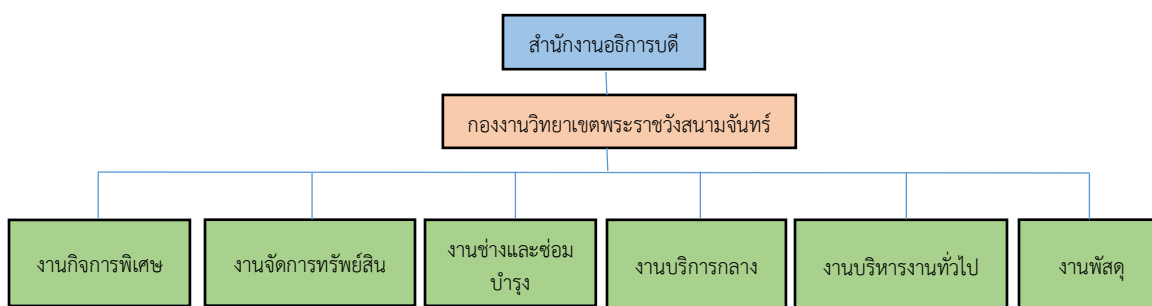 สำนักงานอธิการบดี
กองงานวิทยาเขตพระราชวังสนามจันทร์
งานกิจการพิเศษ
งานจัดการทรัพย์สิน
งานช่างและซ่อม
บำรุง
งานบริการกลาง
งานบริหารงานทั่วไป
งานพัสดุ